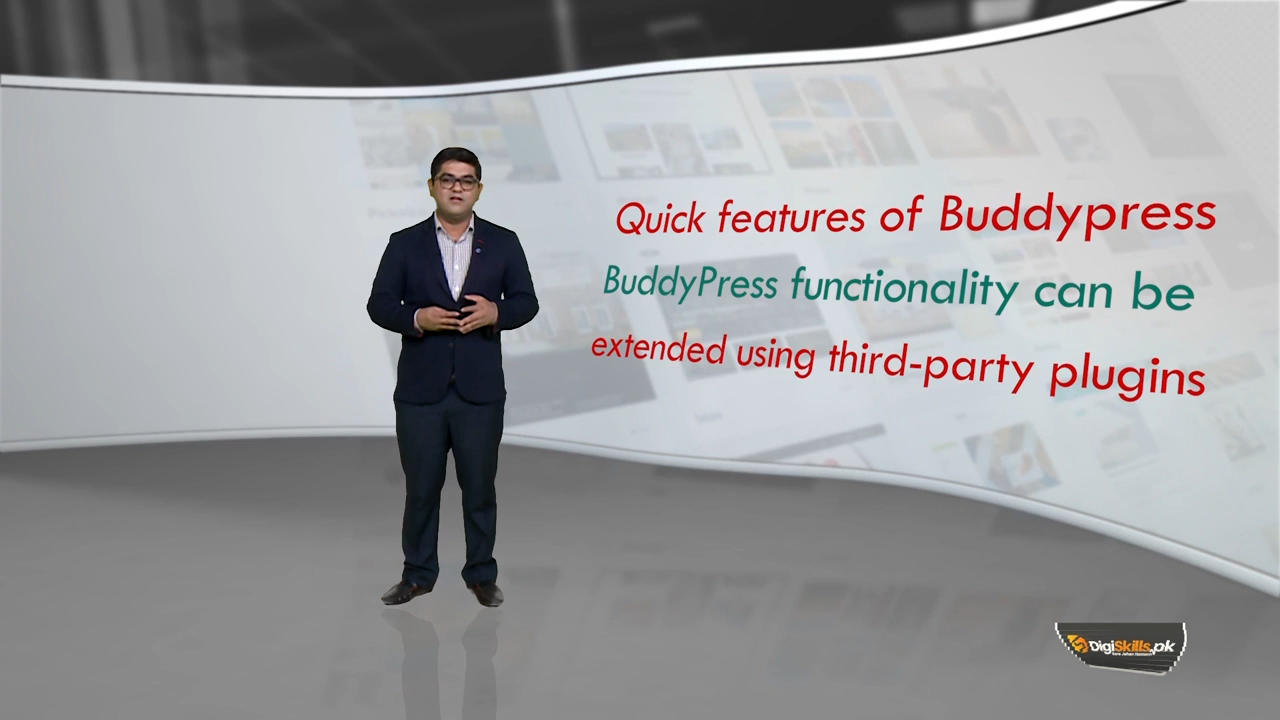 Quick features of Buddypress
BuddyPress functionality can be
extended using third-party plugins
DigiSkills.pk